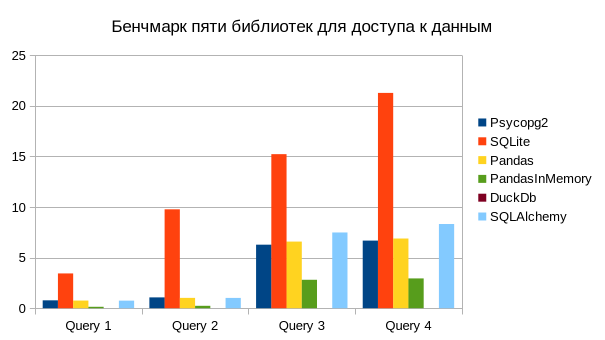 Бенчмарк пяти библиотек для доступа к данным
25
20
15
10
5
0
Query 1
Query 2
Query 3
Query 4
Psycopg2
SQLite
Pandas
PandasInMemory
DuckDb
SQLAlchemy